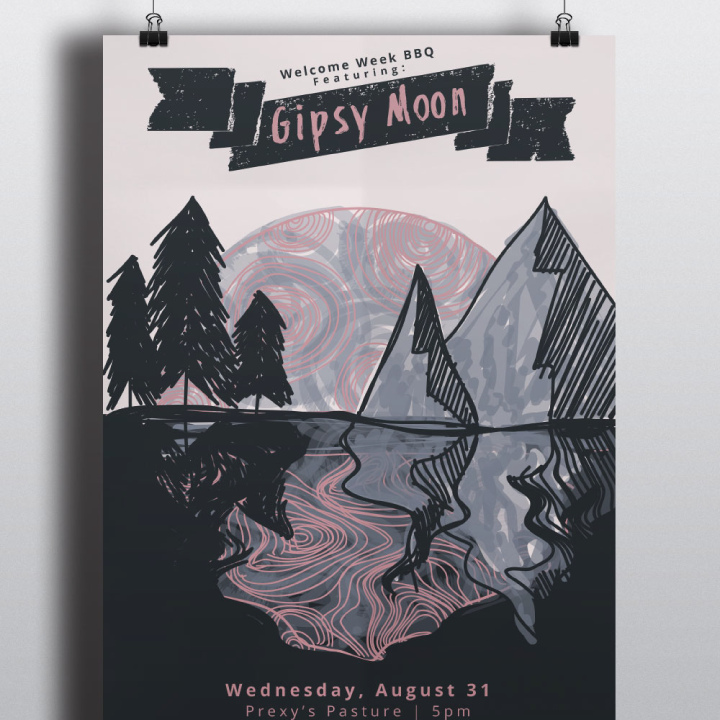 Welcome Week BBQ
Featuring:
Gipsy Moon
Wednesday, August 31
Prexy's Pasture | 5pm